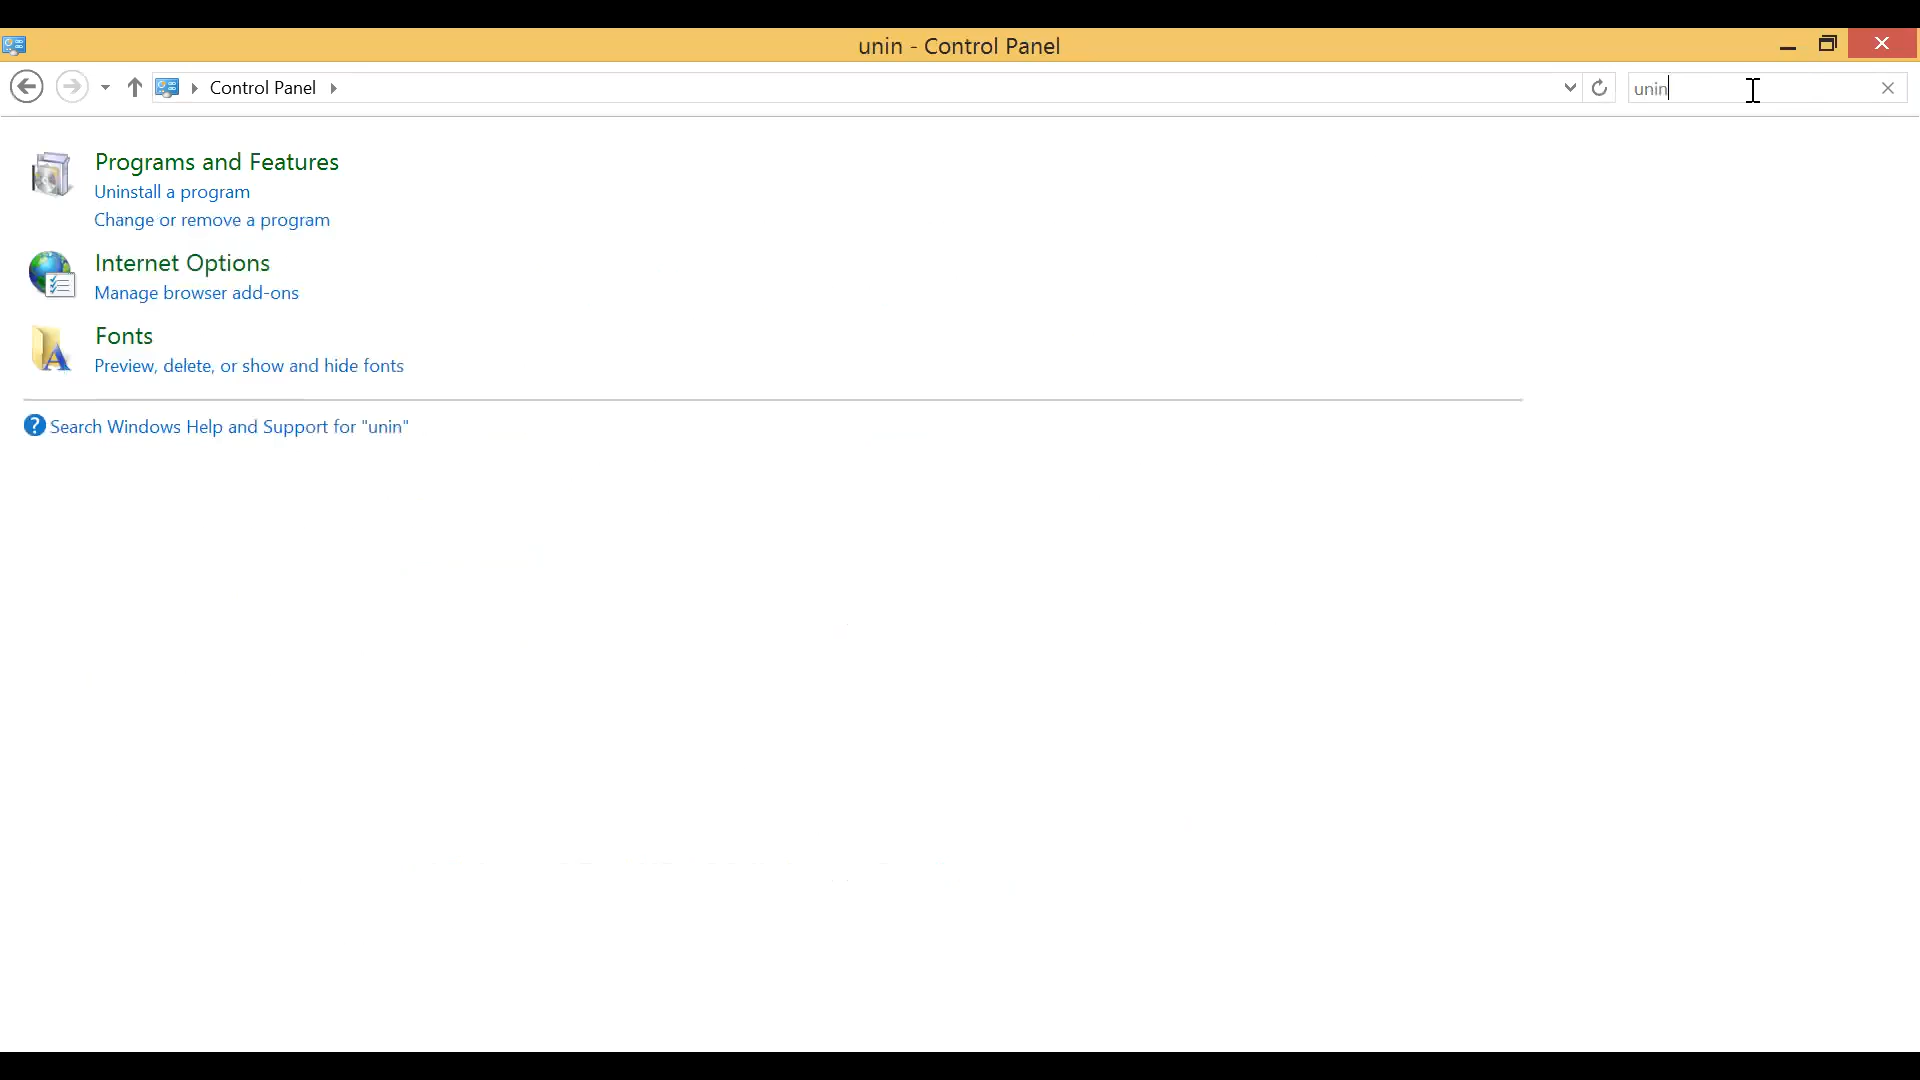 unin - Control Panel
Control Panel
unin
Programs and Features
Uninstall a program
Change or remove a program
Internet Options
Manage browser add-ons
Fonts
Preview, delete, or show and hide fonts
Search Windows Help and Support for "unin"